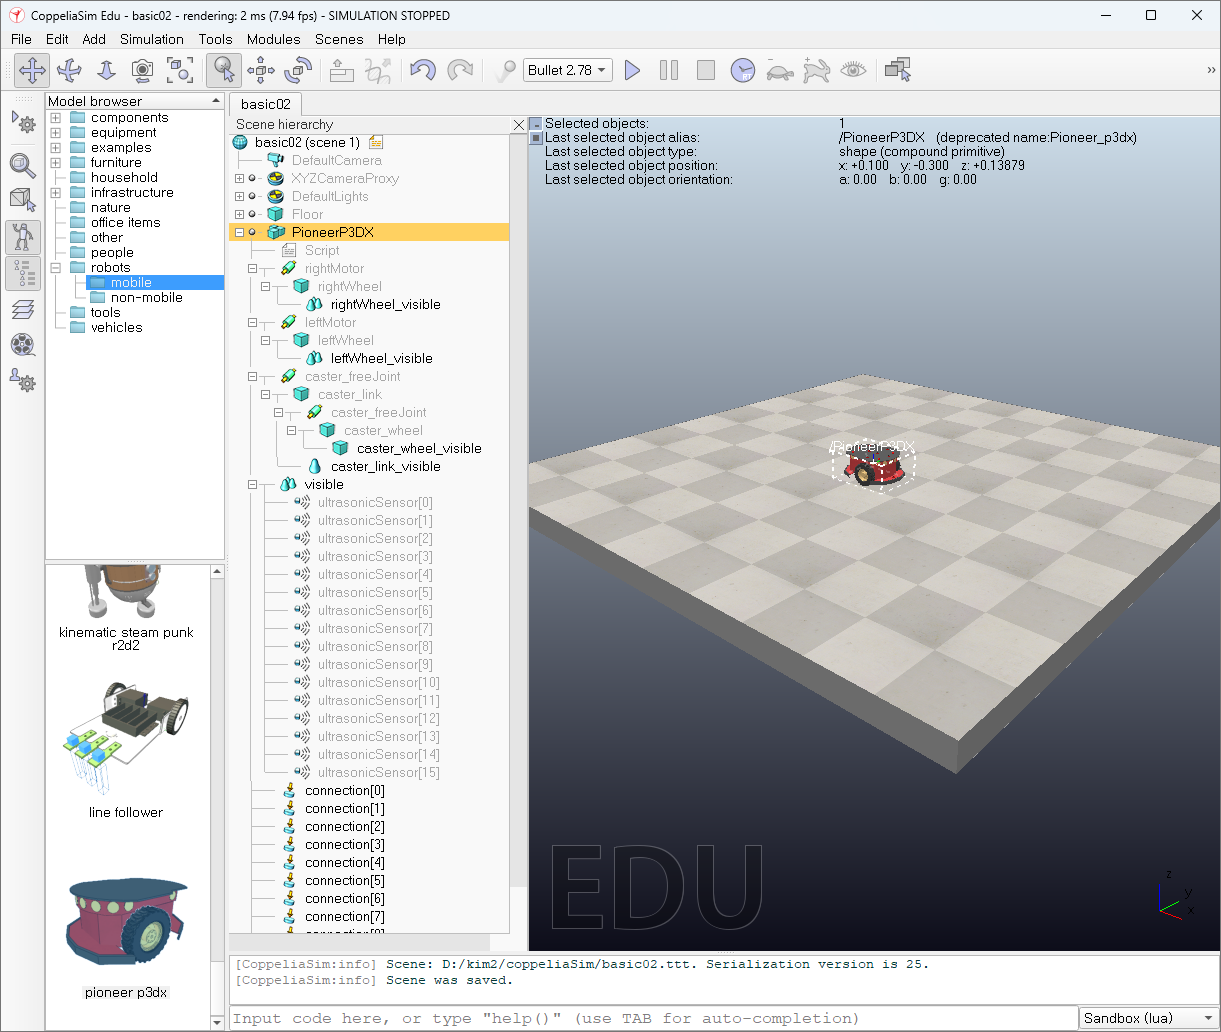 CoppeliaSim Edu - basic02 - rendering: 2 ms (7.94 fps) - SIMULATION STOPPED
File Edit Add Simulation Tools Modules Scenes Help
Bullet 2.78
RT
»
Model browser
components
equipment
examples
furniture
household
infrastructure
nature
office items
other
people
robots
mobile
non-mobile
tools
vehicles
kinematic steam punk
r2d2
line follower
pioneer p3dx
basic02
Scene hierarchy
basic02 (scene 1)
DefaultCamera
XYZCameraProxy
DefaultLights
Floor
PioneerP3DX
Script
rightMotor
rightWheel
rightWheel_visible
leftMotor
leftWheel
leftWheel_visible
caster_freeJoint
caster_link
caster_freeJoint
caster_wheel
caster_wheel_visible
caster_link_visible
visible
ultrasonicSensor[0]
ultrasonicSensor[1]
ultrasonicSensor[2]
ultrasonicSensor[3]
ultrasonicSensor[4]
ultrasonicSensor[5]
ultrasonicSensor[6]
ultrasonicSensor[7]
ultrasonicSensor[8]
ultrasonicSensor[9]
ultrasonicSensor[10]
ultrasonicSensor[11]
ultrasonicSensor[12]
ultrasonicSensor[13]
ultrasonicSensor[14]
ultrasonicSensor[15]
connection[0]
connection[1]
connection[2]
connection[3]
connection[4]
connection[5]
connection[6]
connection[7]
Selected objects: 1
Last selected object alias: /PioneerP3DX (deprecated name:Pioneer_p3dx)
Last selected object type: shape (compound primitive)
Last selected object position: x: +0.100 y: -0.300 z: +0.13879
Last selected object orientation: a: 0.00 b: 0.00 g: 0.00
/PioneerP3DX
EDU
z
y
x
[CoppeliaSim:info] Scene: D:/kim2/coppeliaSim/basic02.ttt. Serialization version is 25.
[CoppeliaSim:info] Scene was saved.
Input code here, or type "help()" (use TAB for auto-completion)
Sandbox (lua)